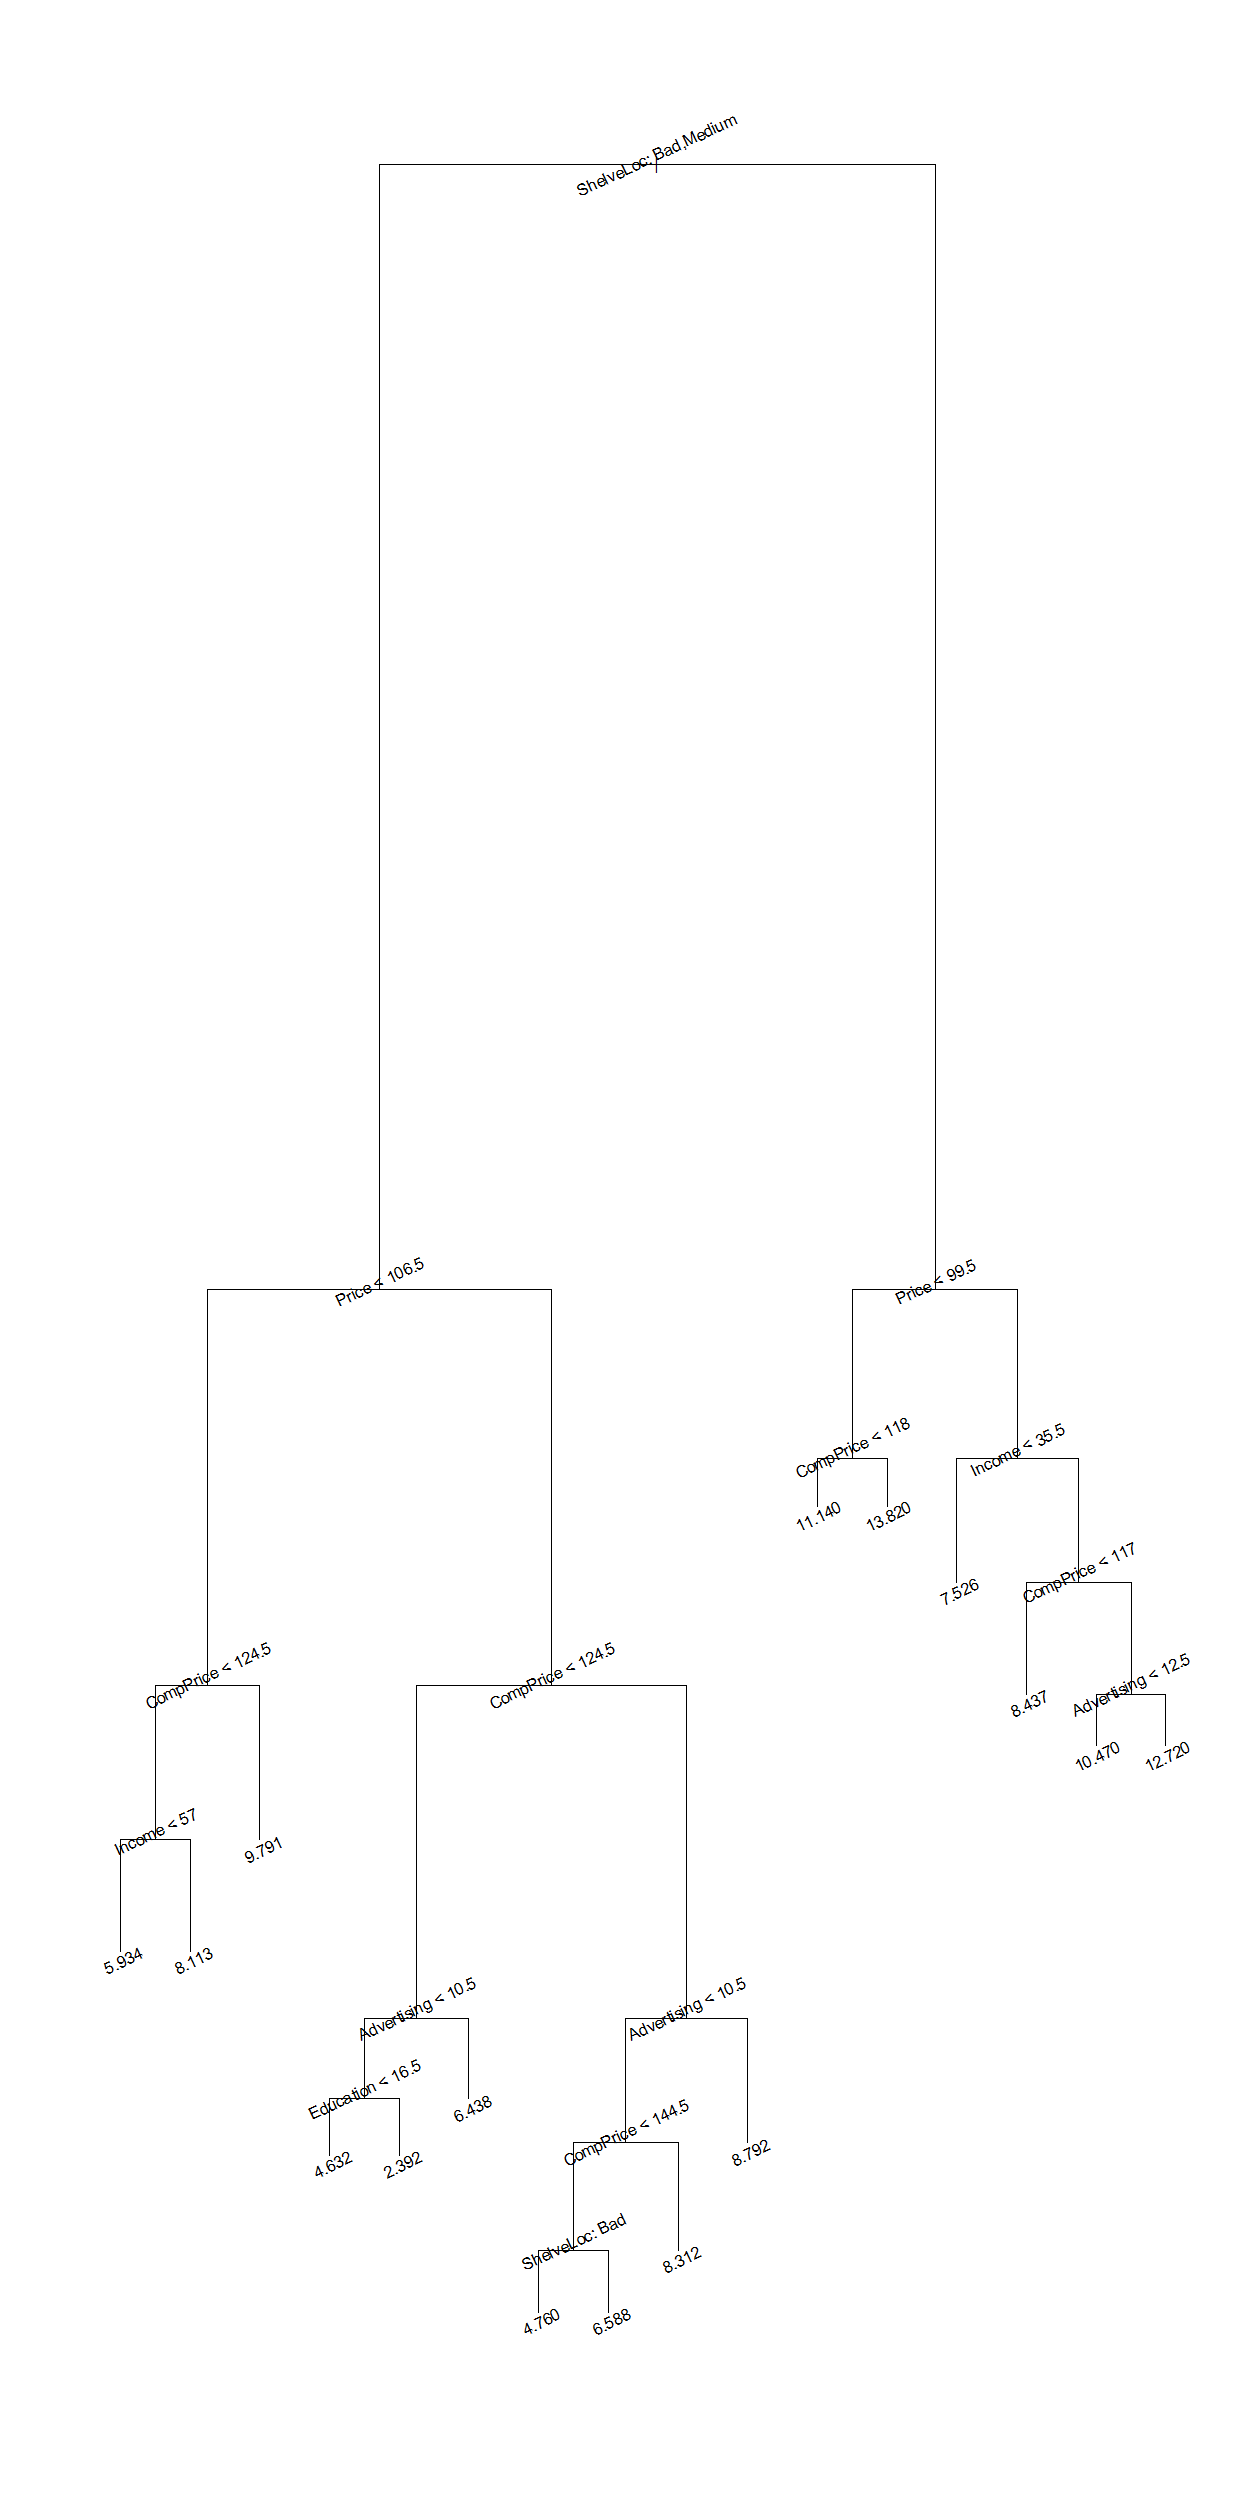 ShelveLoc: Bad,Medium
Price < 106.5
Price < 99.5
CompPrice < 118
Income < 35.5
11.140
13.820
CompPrice < 117
7.526
CompPrice < 124.5
CompPrice < 124.5
Advertising < 12.5
8.437
10.470
12.720
Income < 57
9.791
5.934
8.113
Advertising < 10.5
Advertising < 10.5
Education < 16.5
6.438
CompPrice < 144.5
8.792
4.632
2.392
ShelveLoc: Bad
8.312
4.760
6.588